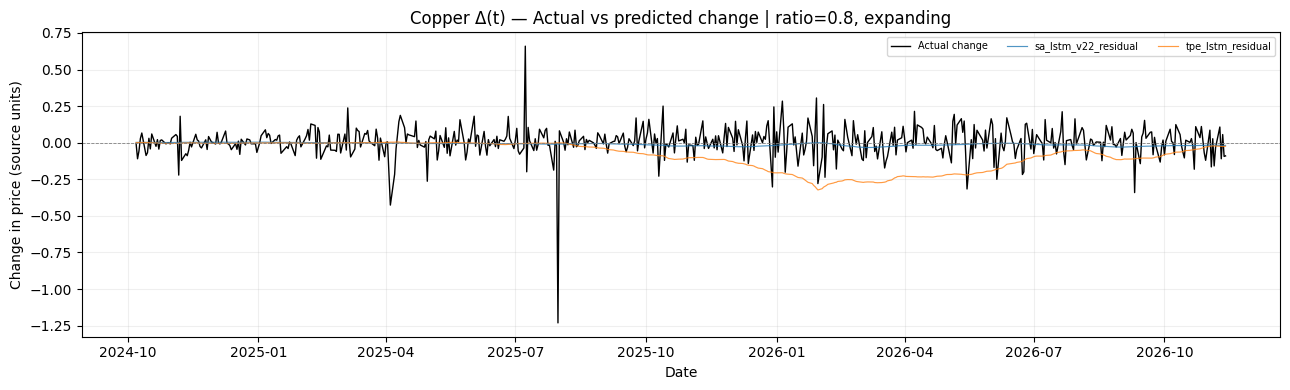 Copper Δ(t) — Actual vs predicted change | ratio=0.8, expanding
Actual change sa_lstm_v22_residual tpe_lstm_residual
Change in price (source units)
0.75
0.50
0.25
0.00
−0.25
−0.50
−0.75
−1.00
−1.25
2024-10 2025-01 2025-04 2025-07 2025-10 2026-01 2026-04 2026-07 2026-10
Date